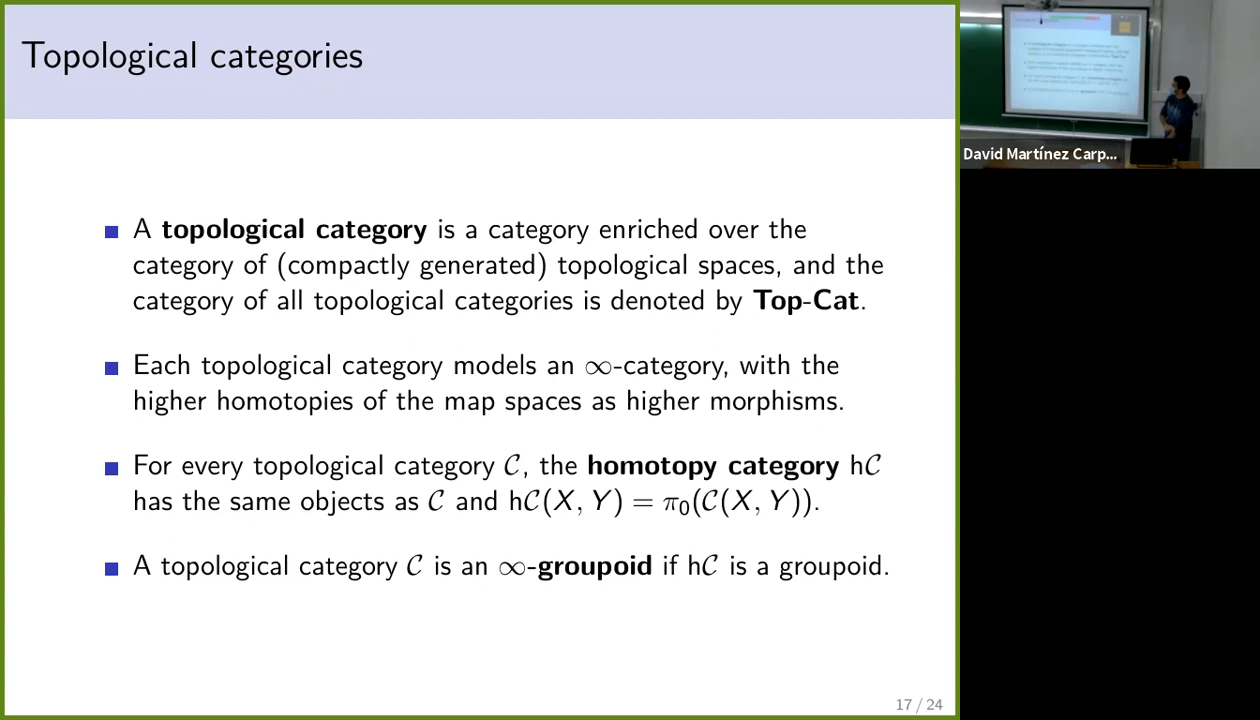 Topological categories
A topological category is a category enriched over the
category of (compactly generated) topological spaces, and the
category of all topological categories is denoted by Top-Cat.
Each topological category models an ∞-category, with the
higher homotopies of the map spaces as higher morphisms.
For every topological category 𝒞, the homotopy category h𝒞
has the same objects as 𝒞 and h𝒞(X, Y) = π₀(𝒞(X, Y)).
A topological category 𝒞 is an ∞-groupoid if h𝒞 is a groupoid.
17 / 24
David Martínez Carp...